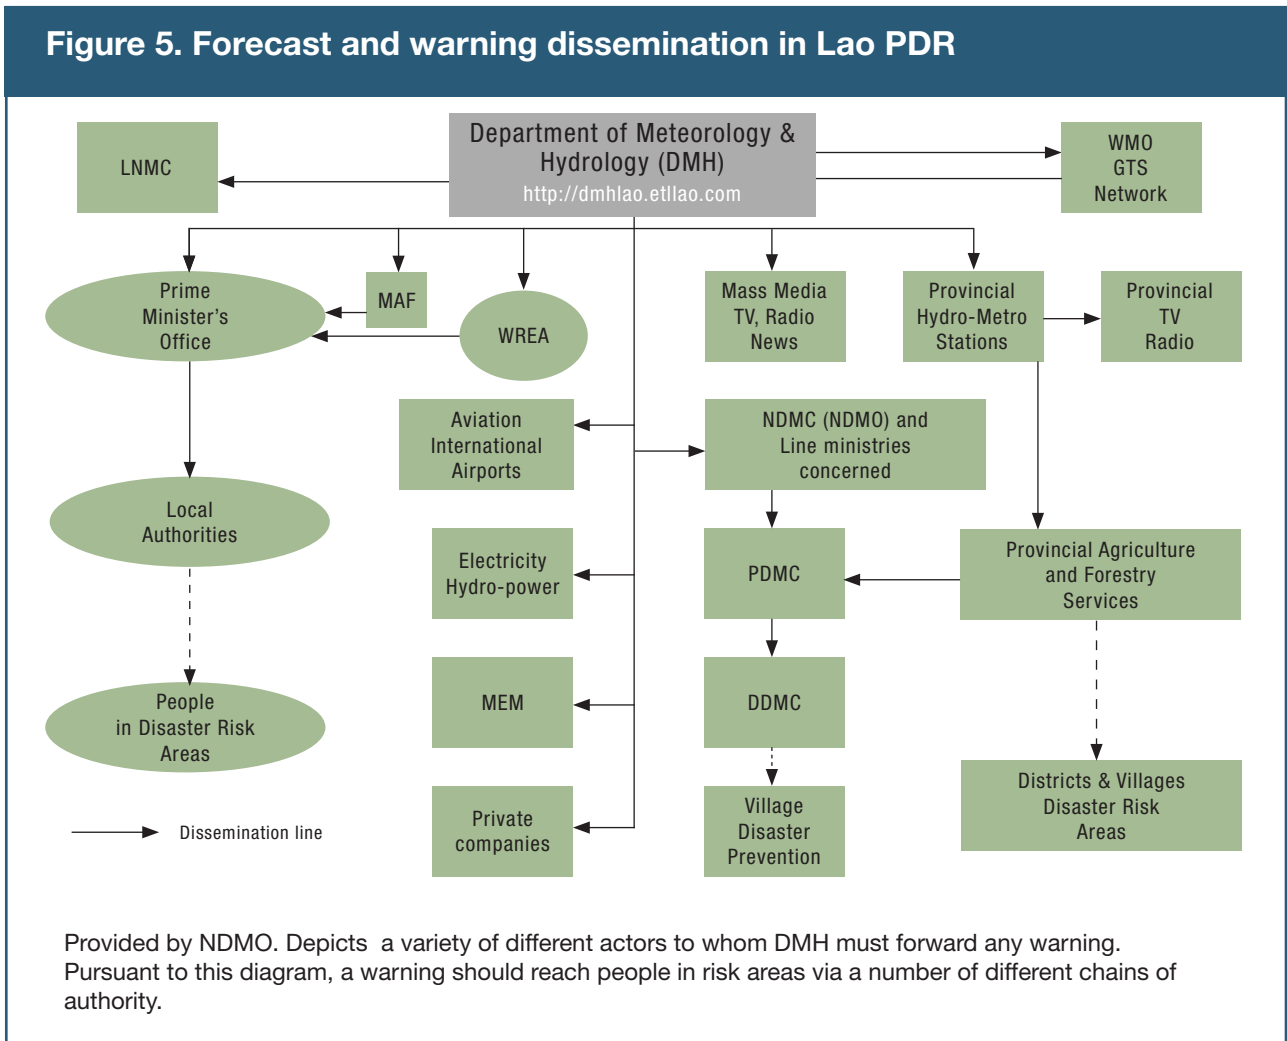 Figure 5. Forecast and warning dissemination in Lao PDR
LNMC
Department of Meteorology &
Hydrology (DMH)
http://dmhlao.etllao.com
WMO
GTS
Network
Prime
Minister's
Office
MAF
WREA
Mass Media
TV, Radio
News
Provincial
Hydro-Metro
Stations
Provincial
TV
Radio
Aviation
International
Airports
NDMC (NDMO) and
Line ministries
concerned
Local
Authorities
Electricity
Hydro-power
PDMC
Provincial Agriculture
and Forestry
Services
People
in Disaster Risk
Areas
MEM
DDMC
Districts & Villages
Disaster Risk
Areas
Private
companies
Village
Disaster
Prevention
Dissemination line
Provided by NDMO. Depicts a variety of different actors to whom DMH must forward any warning.
Pursuant to this diagram, a warning should reach people in risk areas via a number of different chains of
authority.